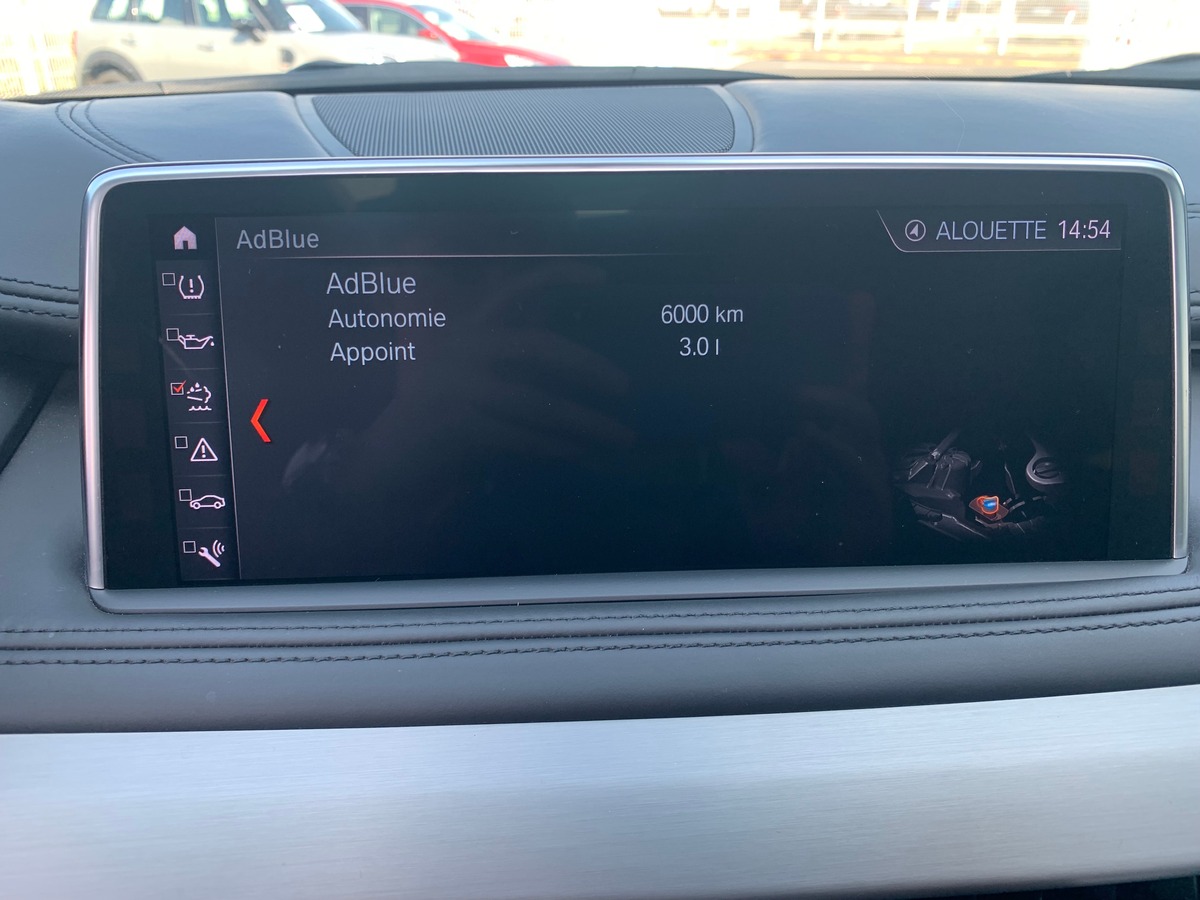 AdBlue
ALOUETTE 14:54
AdBlue
Autonomie 6000 km
Appoint 3.0 l